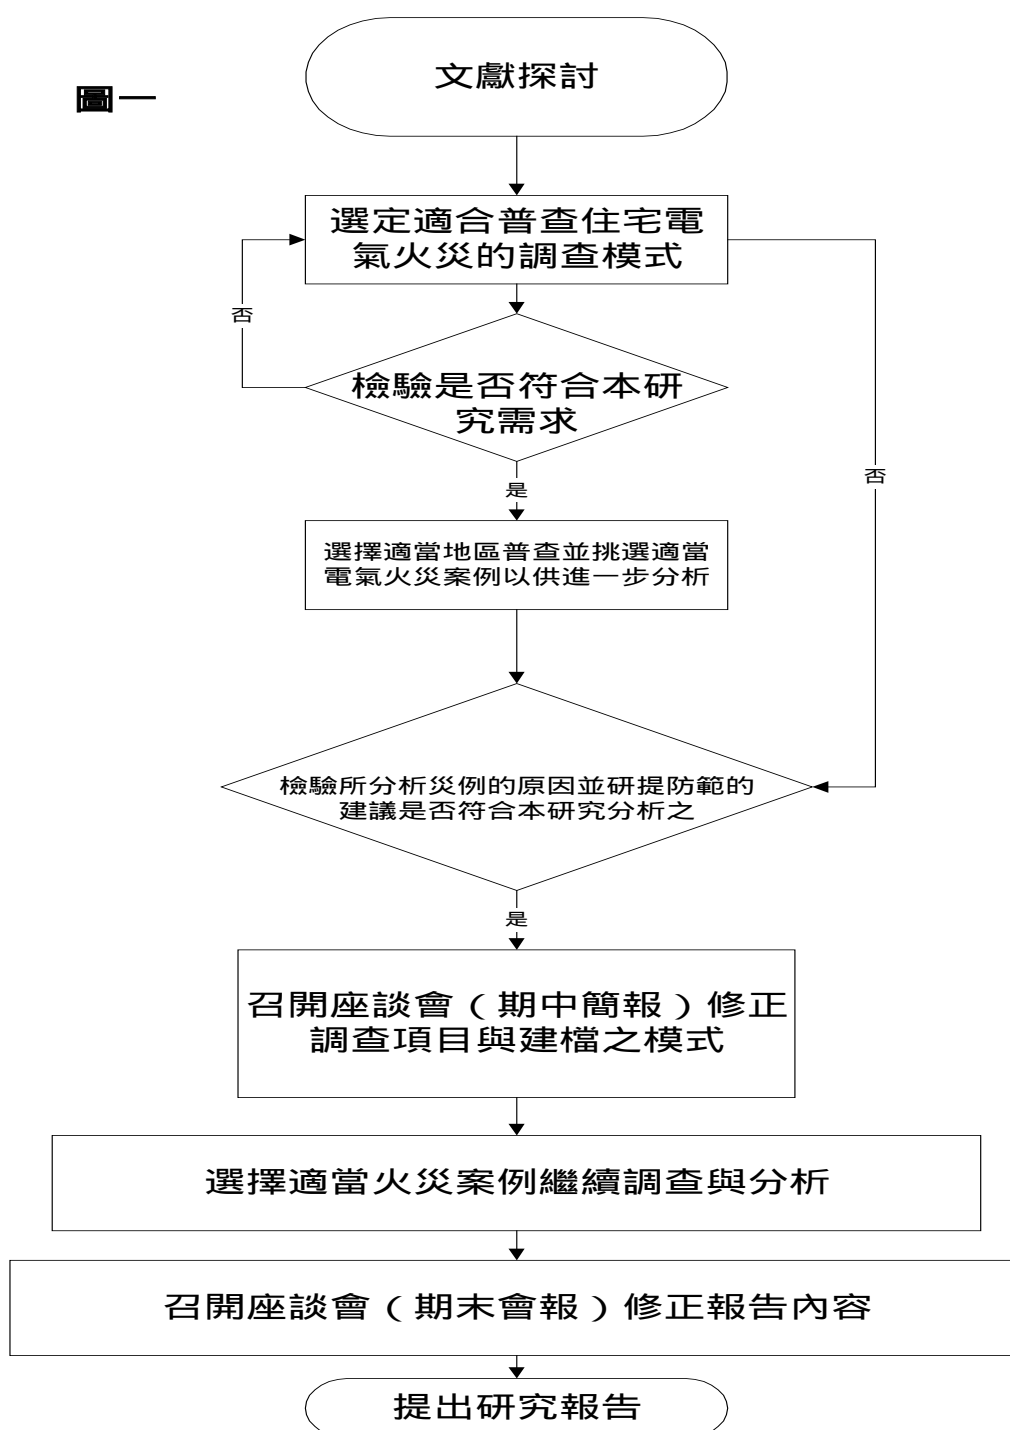 圖一
文獻探討
選定適合普查住宅電
氣火災的調查模式
否
檢驗是否符合本研
究需求
否
是
選擇適當地區普查並挑選適當
電氣火災案例以供進一步分析
檢驗所分析災例的原因並研提防範的
建議是否符合本研究分析之
是
召開座談會（期中簡報）修正
調查項目與建檔之模式
選擇適當火災案例繼續調查與分析
召開座談會（期末會報）修正報告內容
提出研究報告